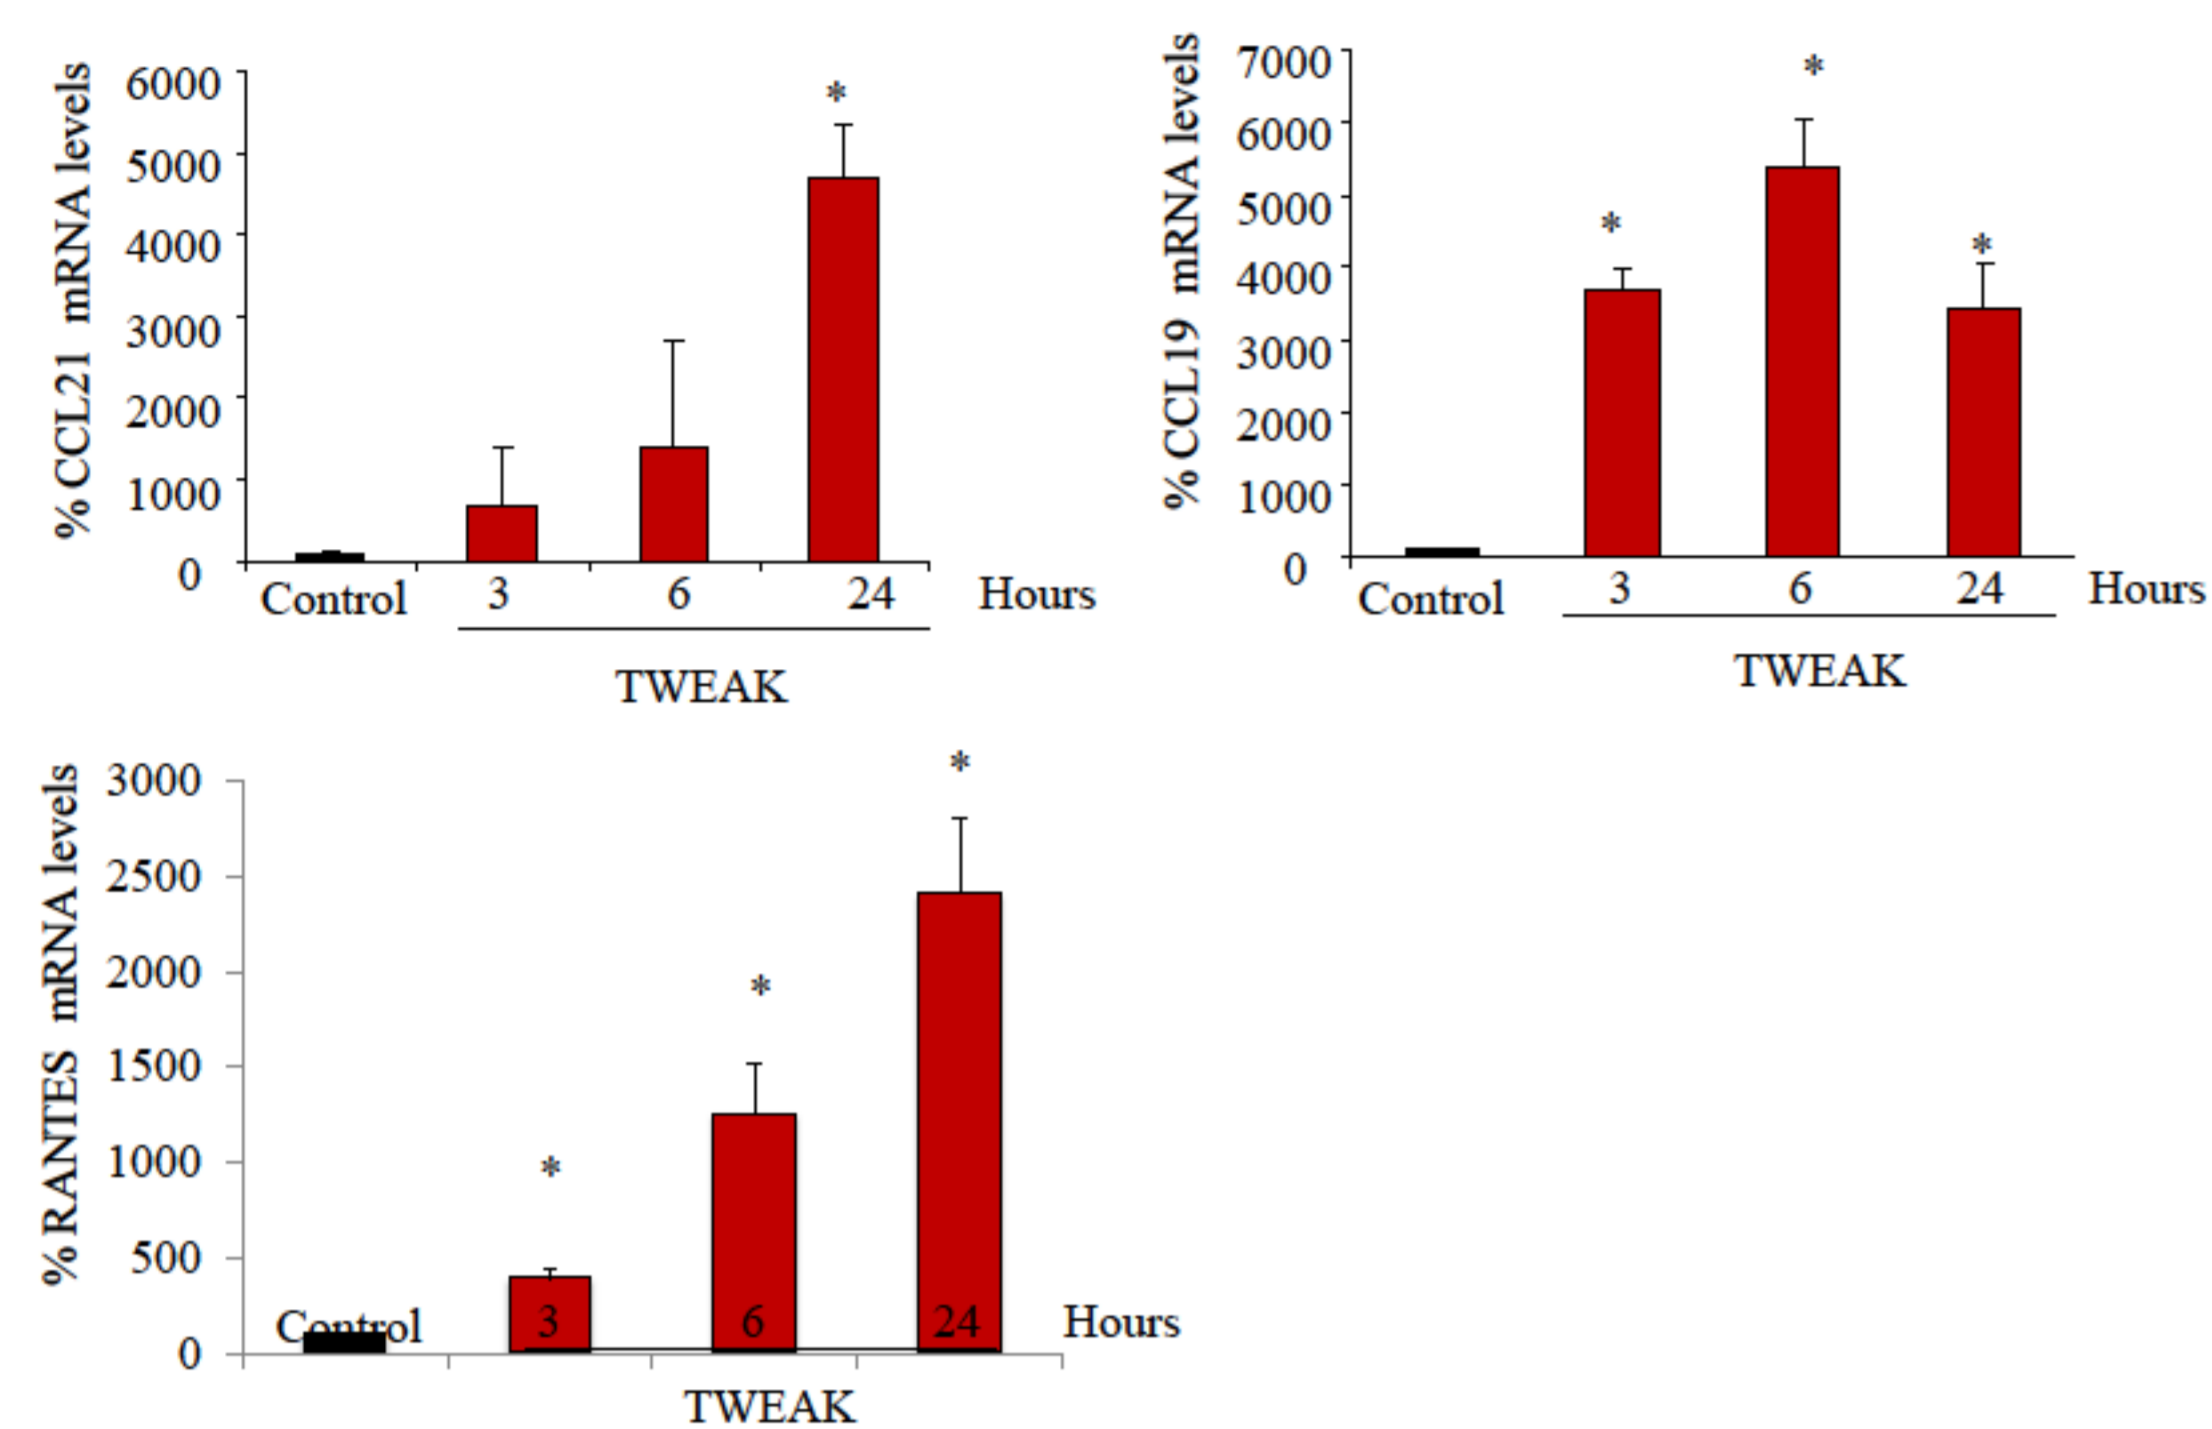 % CCL21 mRNA levels
6000
5000
4000
3000
2000
1000
0
*
Control 3 6 24 Hours
TWEAK
% CCL19 mRNA levels
7000
6000
5000
4000
3000
2000
1000
0
* * *
Control 3 6 24 Hours
TWEAK
% RANTES mRNA levels
3000
2500
2000
1500
1000
500
0
* * *
Control 3 6 24 Hours
TWEAK